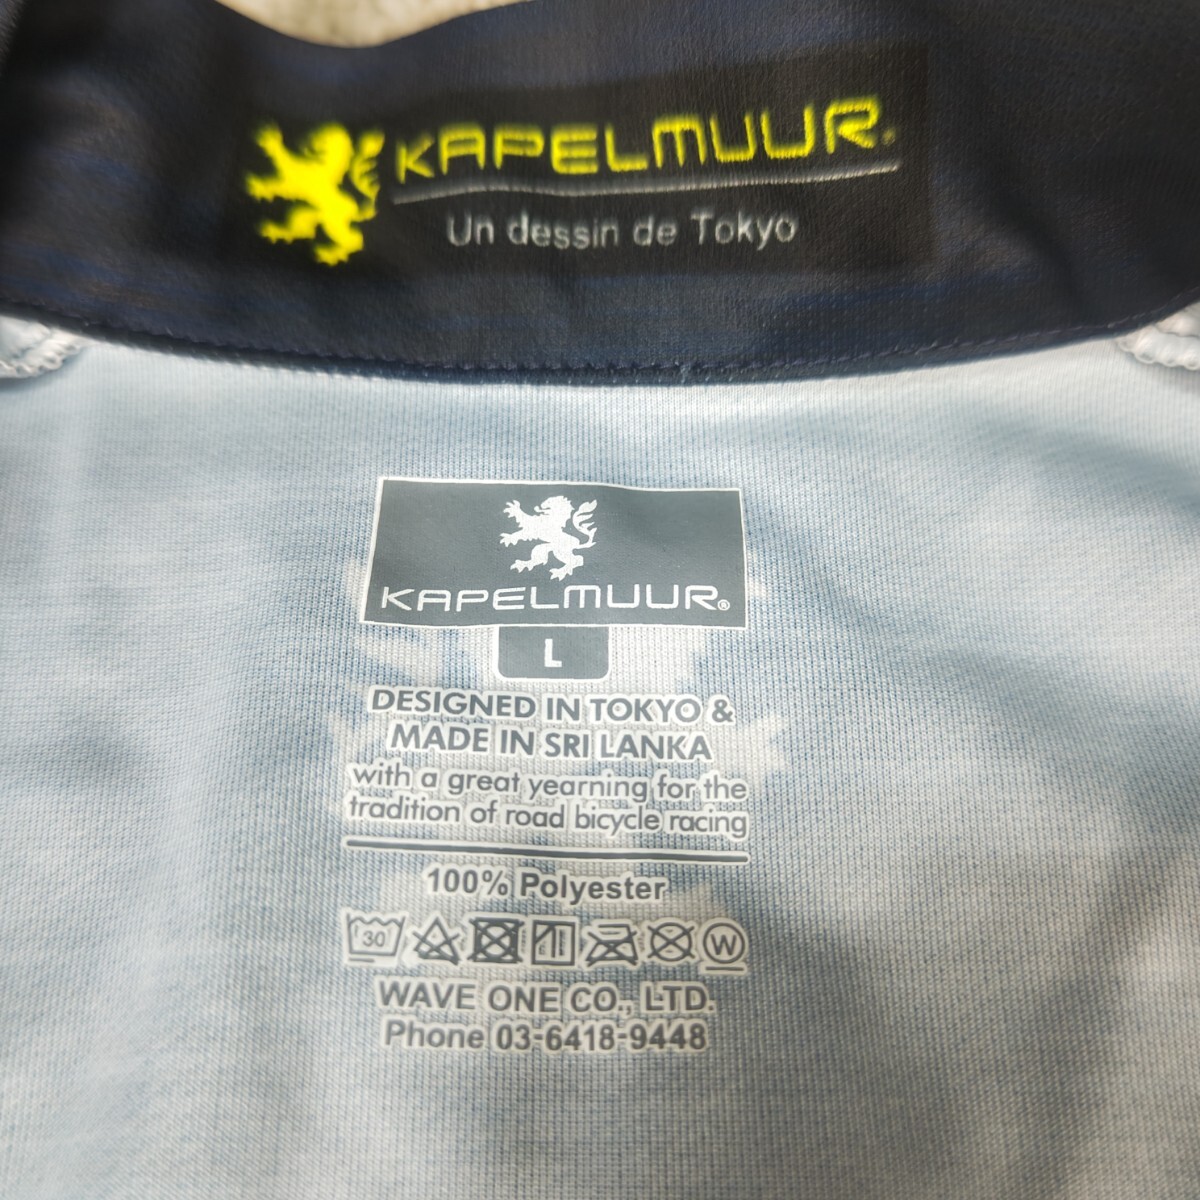 KAPELMUUR.
Un dessin de Tokyo
KAPELMUUR®
L
DESIGNED IN TOKYO &
MADE IN SRI LANKA
with a great yearning for the
tradition of road bicycle racing
100% Polyester
30 W
WAVE ONE CO., LTD.
Phone 03-6418-9448